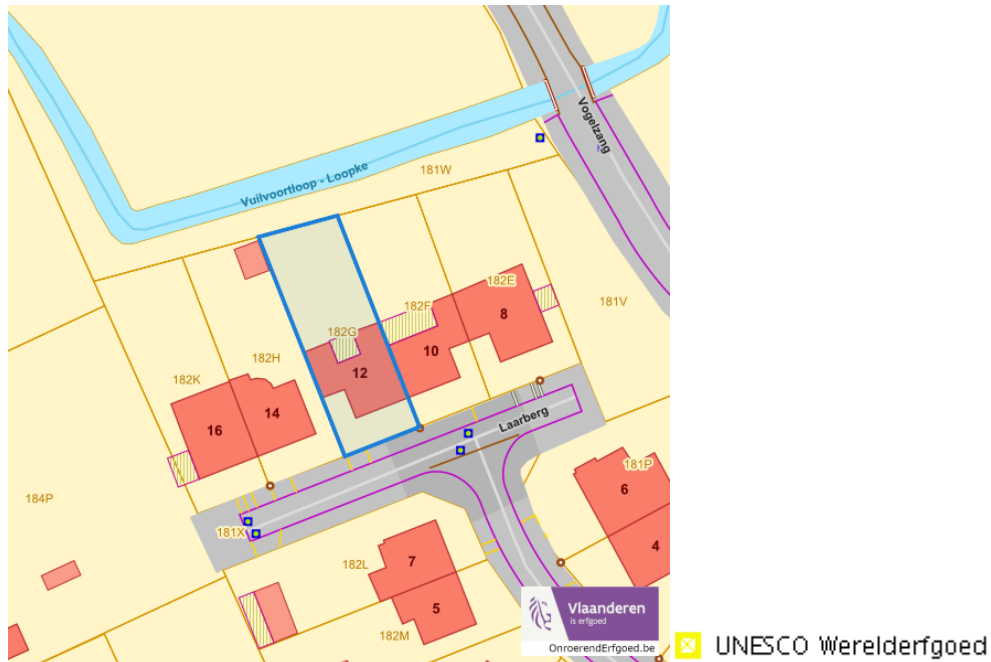 Vogelzang
181W
Vuilvoortloop - Loopke
182E
182F
8
181V
182G
10
182H
12
182K
14
Laarberg
16
181P
6
184P
181X
4
182L
7
5
182M
Vlaanderen
is erfgoed
OnroerendErfgoed.be
UNESCO Werelderfgoed